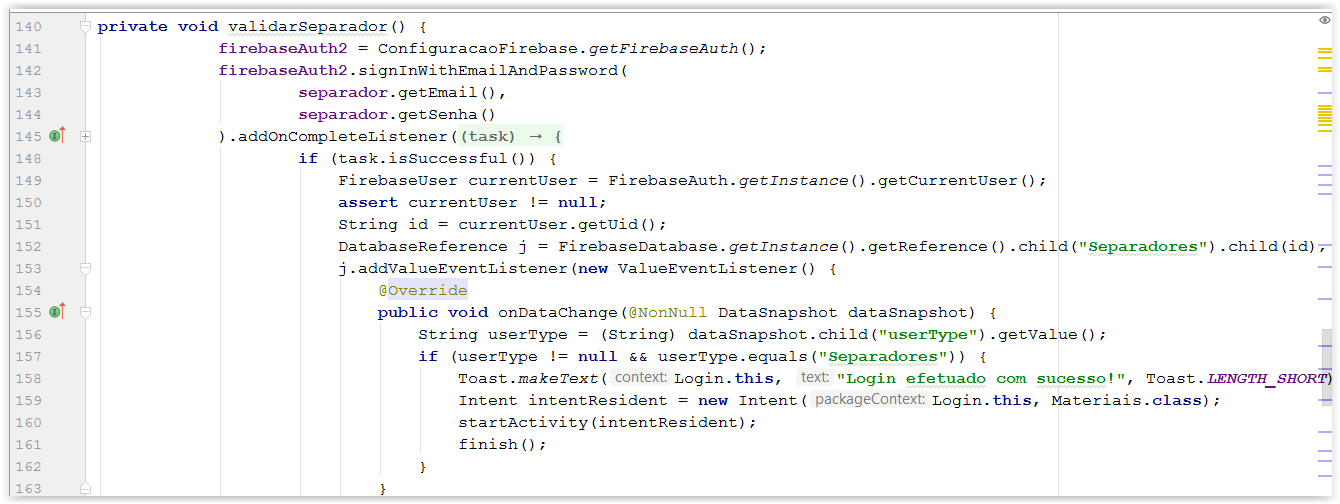 140 private void validarSeparador() {
141 firebaseAuth2 = ConfiguracaoFirebase.getFirebaseAuth();
142 firebaseAuth2.signInWithEmailAndPassword(
143 separador.getEmail(),
144 separador.getSenha()
145 ).addOnCompleteListener((task) → {
148 if (task.isSuccessful()) {
149 FirebaseUser currentUser = FirebaseAuth.getInstance().getCurrentUser();
150 assert currentUser != null;
151 String id = currentUser.getUid();
152 DatabaseReference j = FirebaseDatabase.getInstance().getReference().child("Separadores").child(id);
153 j.addValueEventListener(new ValueEventListener() {
154 @Override
155 public void onDataChange(@NonNull DataSnapshot dataSnapshot) {
156 String userType = (String) dataSnapshot.child("userType").getValue();
157 if (userType != null && userType.equals("Separadores")) {
158 Toast.makeText( context: Login.this, text: "Login efetuado com sucesso!", Toast.LENGTH_SHORT)
159 Intent intentResident = new Intent( packageContext: Login.this, Materiais.class);
160 startActivity(intentResident);
161 finish();
162 }
163 }